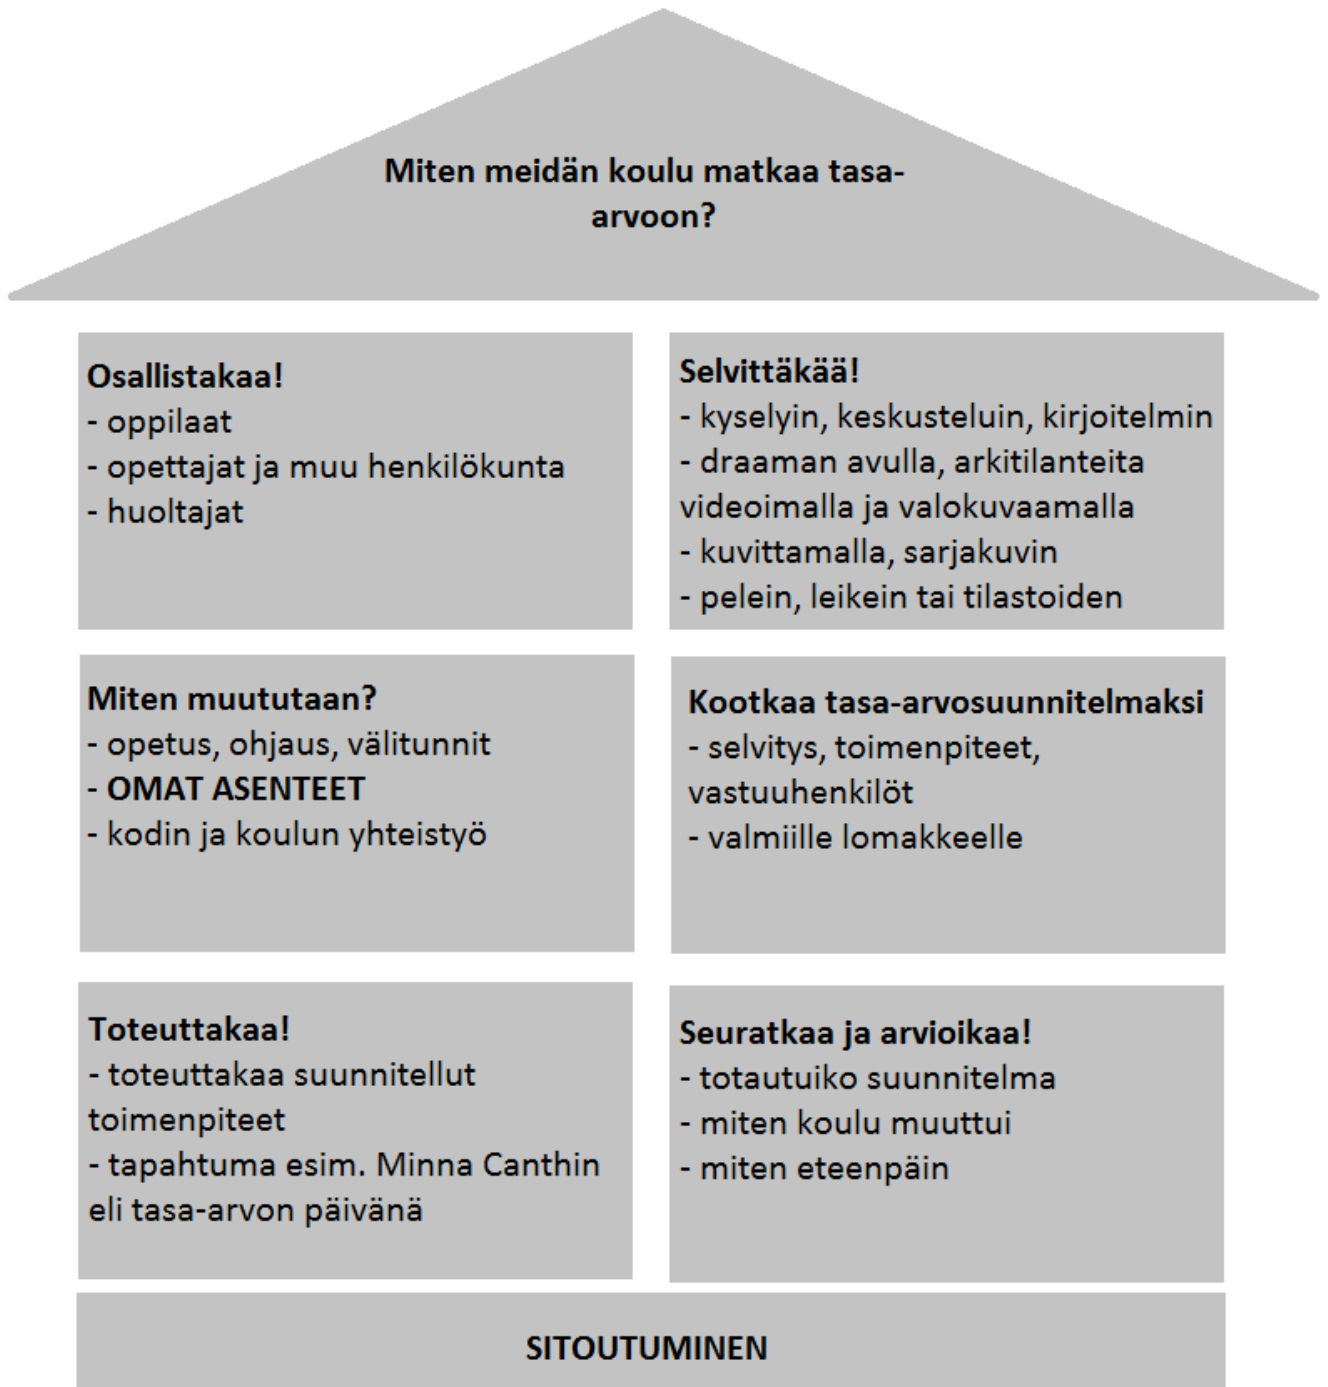 Miten meidän koulu matkaa tasa-
arvoon?
Osallistakaa!
- oppilaat
- opettajat ja muu henkilökunta
- huoltajat
Selvittäkää!
- kyselyin, keskusteluin, kirjoitelmin
- draaman avulla, arkitilanteita
videoimalla ja valokuvaamalla
- kuvittamalla, sarjakuvin
- pelein, leikein tai tilastoiden
Miten muututaan?
- opetus, ohjaus, välitunnit
- OMAT ASENTEET
- kodin ja koulun yhteistyö
Kootkaa tasa-arvosuunnitelmaksi
- selvitys, toimenpiteet,
vastuuhenkilöt
- valmiille lomakkeelle
Toteuttakaa!
- toteuttakaa suunnitellut
toimenpiteet
- tapahtuma esim. Minna Canthin
eli tasa-arvon päivänä
Seuratkaa ja arvioikaa!
- totautuiko suunnitelma
- miten koulu muuttui
- miten eteenpäin
SITOUTUMINEN